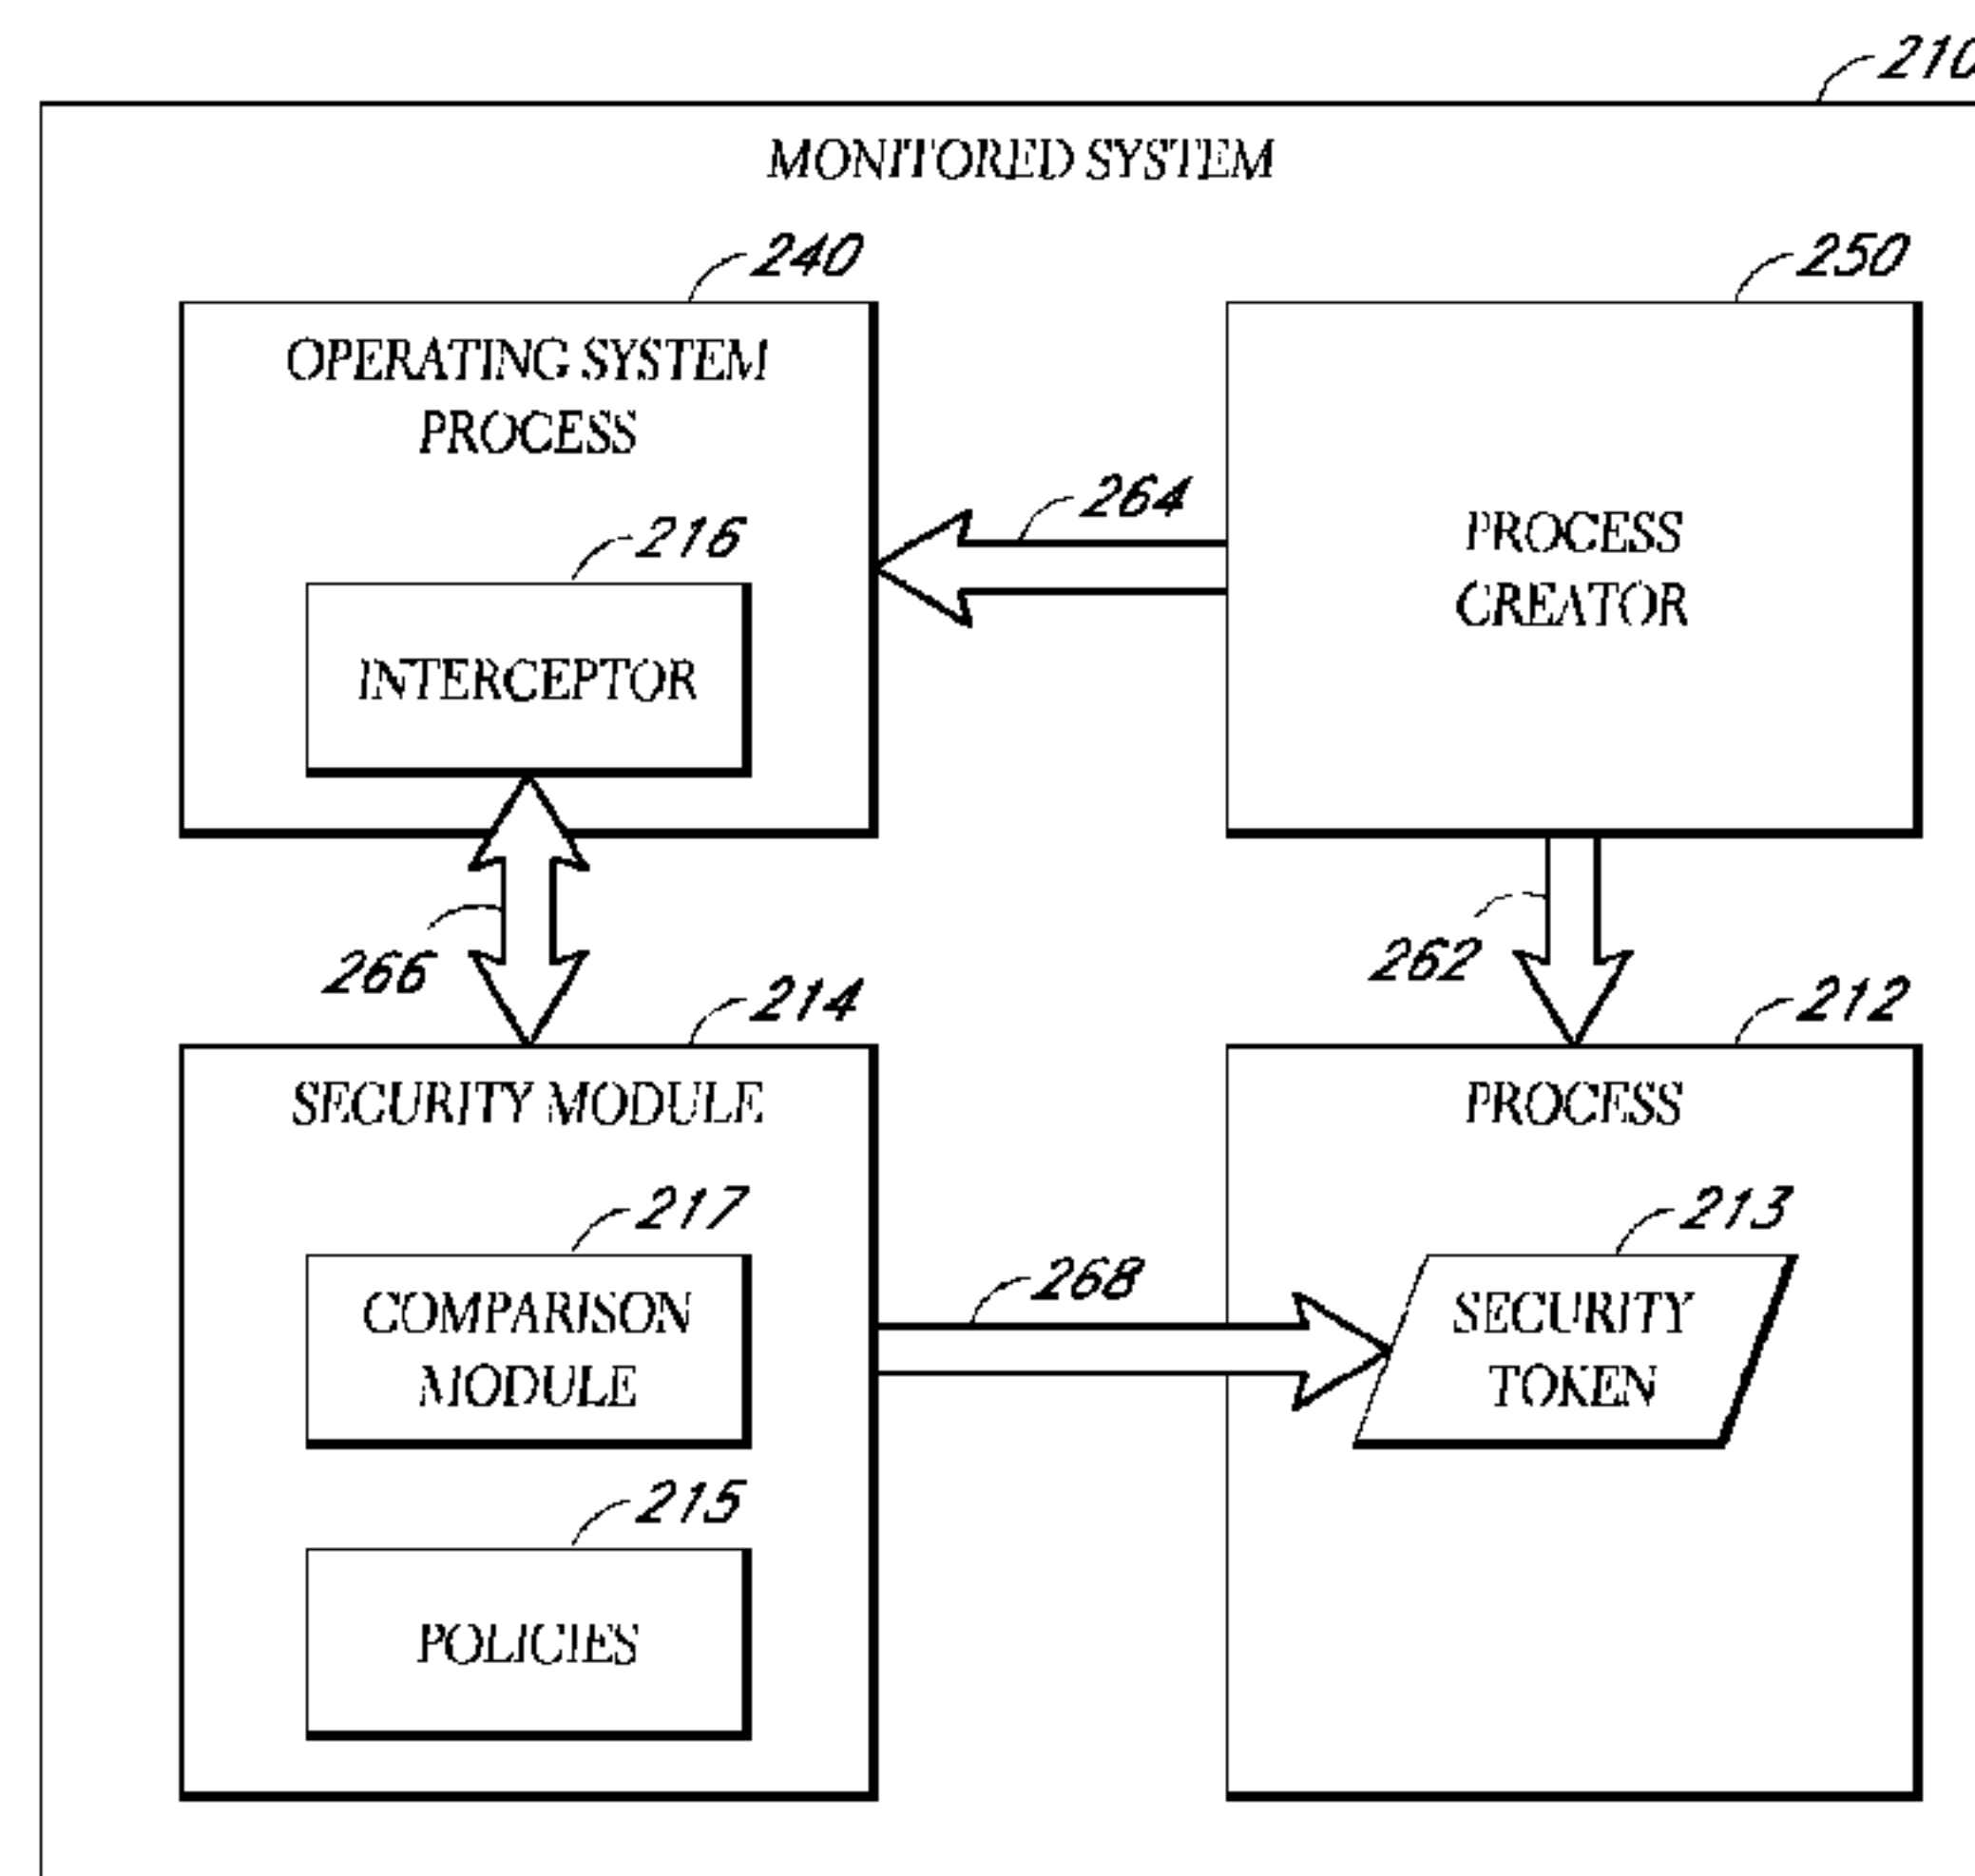 210
MONITORED SYSTEM
240
OPERATING SYSTEM
PROCESS
216
INTERCEPTOR
250
PROCESS
CREATOR
264
266
262
214
SECURITY MODULE
217
COMPARISON
MODULE
215
POLICIES
268
212
PROCESS
213
SECURITY
TOKEN